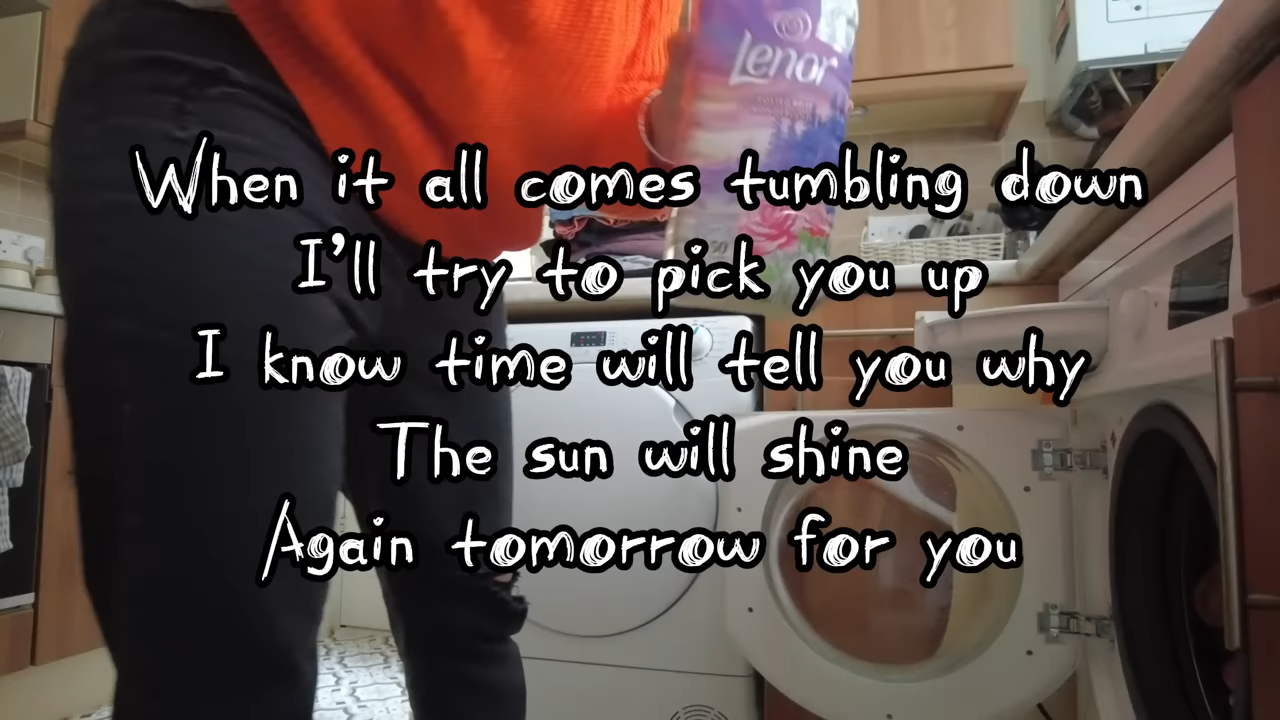 Lenor
When it all comes tumbling down
I'll try to pick you up
I know time will tell you why
The sun will shine
Again tomorrow for you